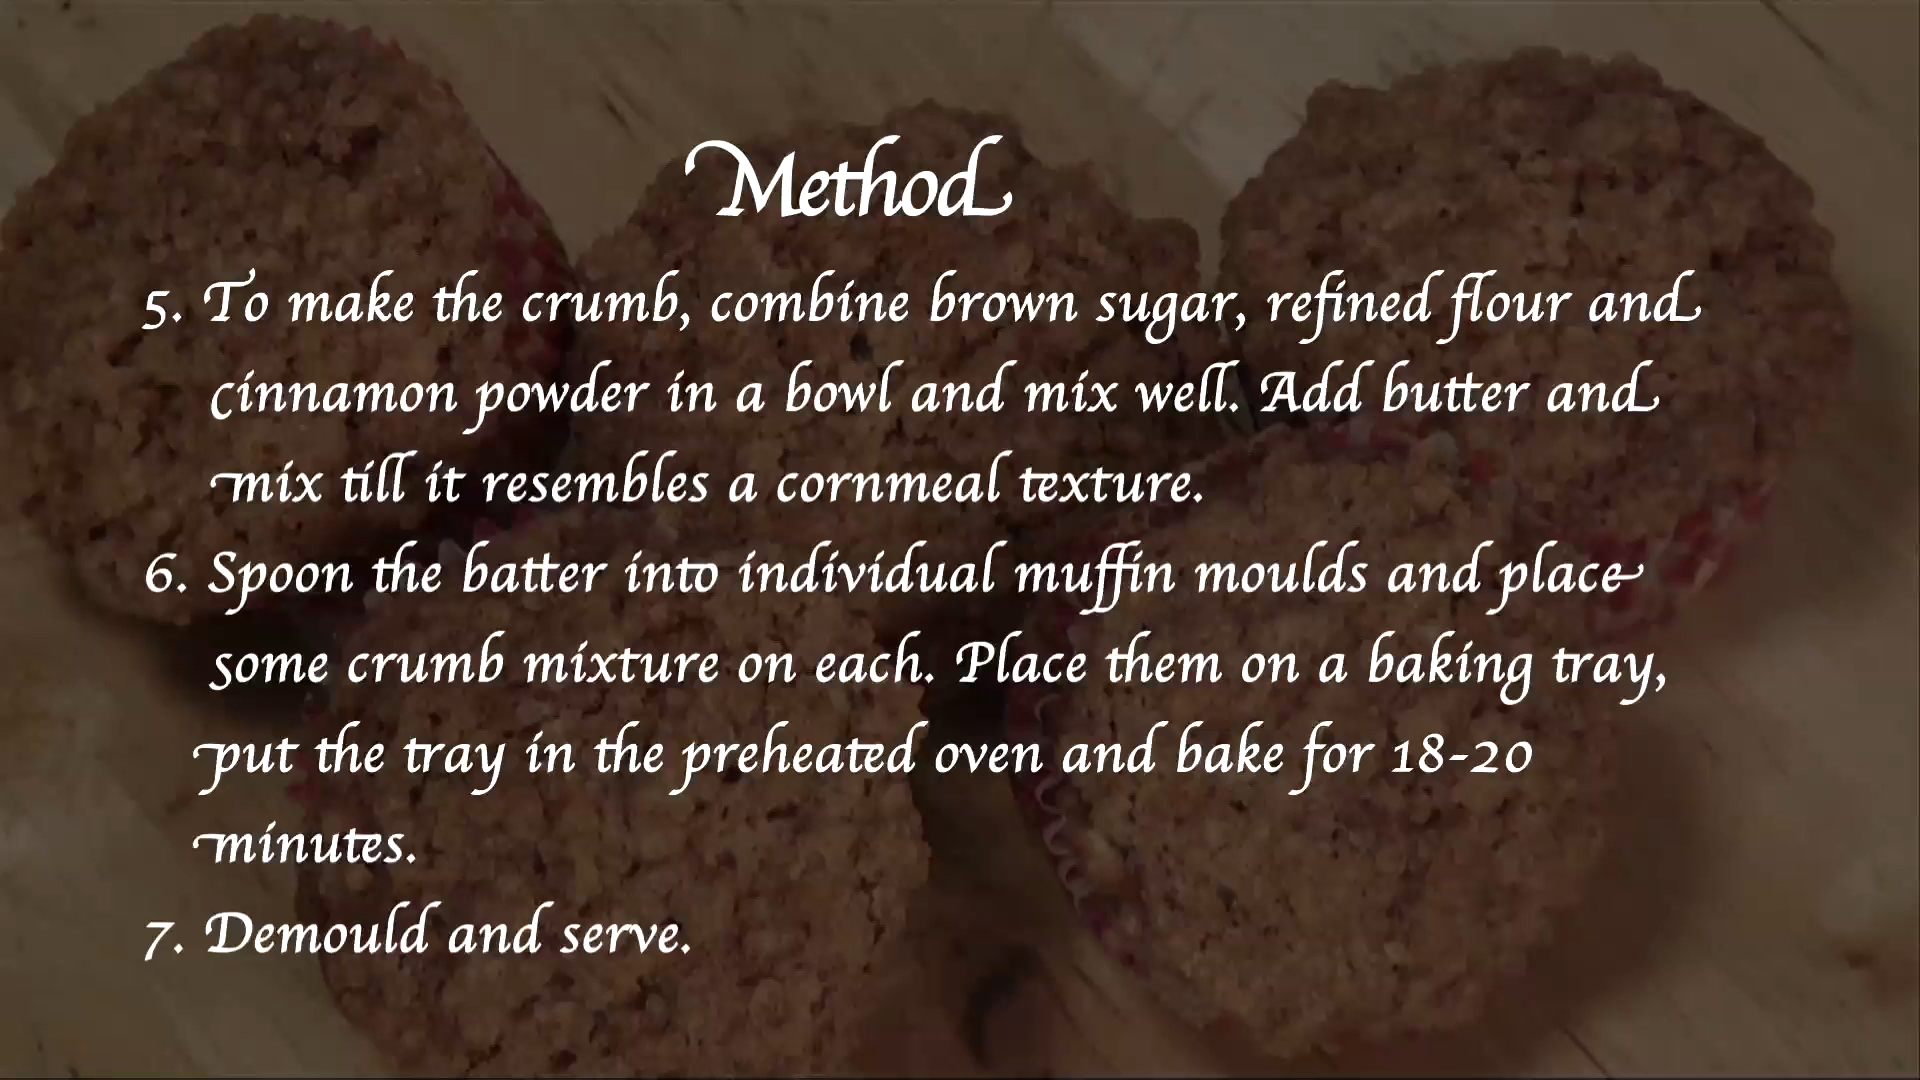 Method
5. To make the crumb, combine brown sugar, refined flour and
cinnamon powder in a bowl and mix well. Add butter and
mix till it resembles a cornmeal texture.
6. Spoon the batter into individual muffin moulds and place
some crumb mixture on each. Place them on a baking tray,
put the tray in the preheated oven and bake for 18-20
minutes.
7. Demould and serve.